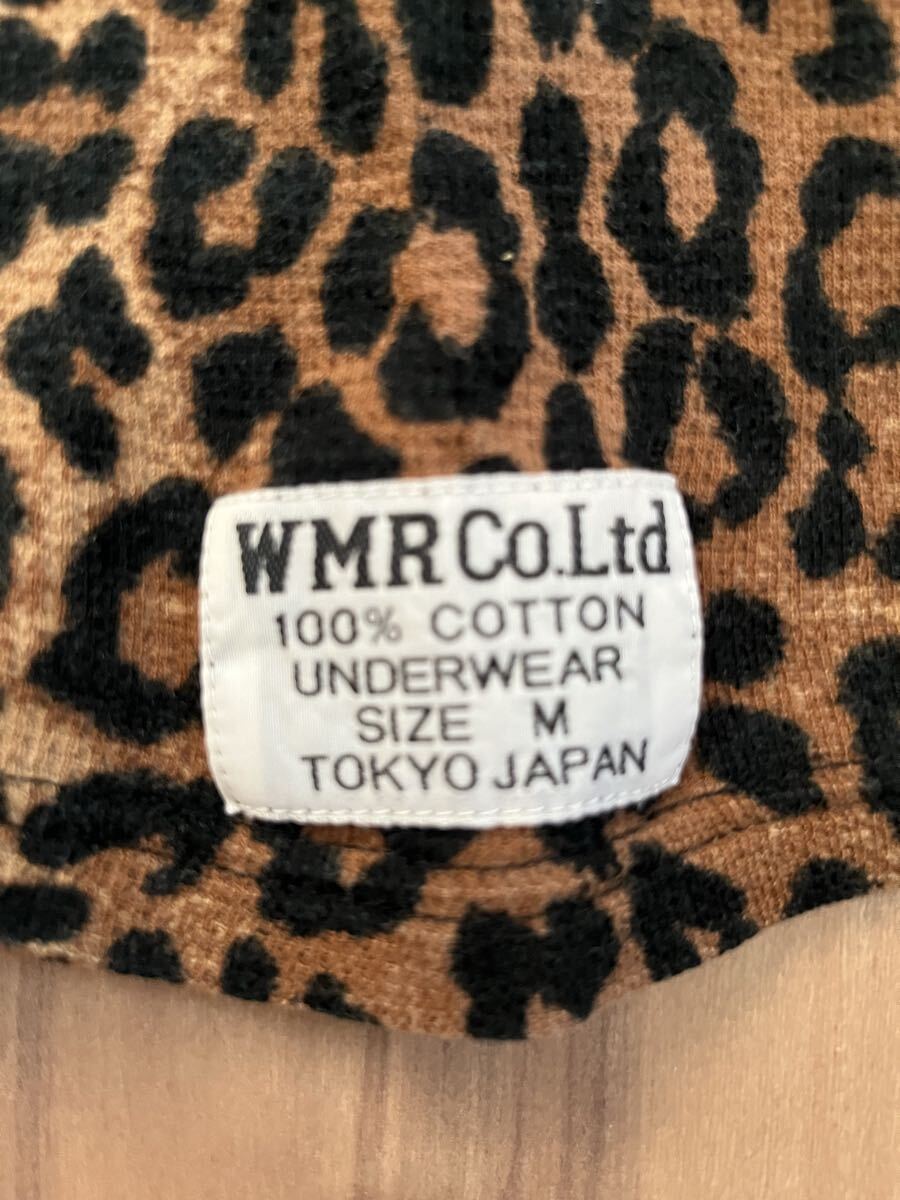 WMR Co.Ltd
100% COTTON
UNDERWEAR
SIZE M
TOKYO JAPAN